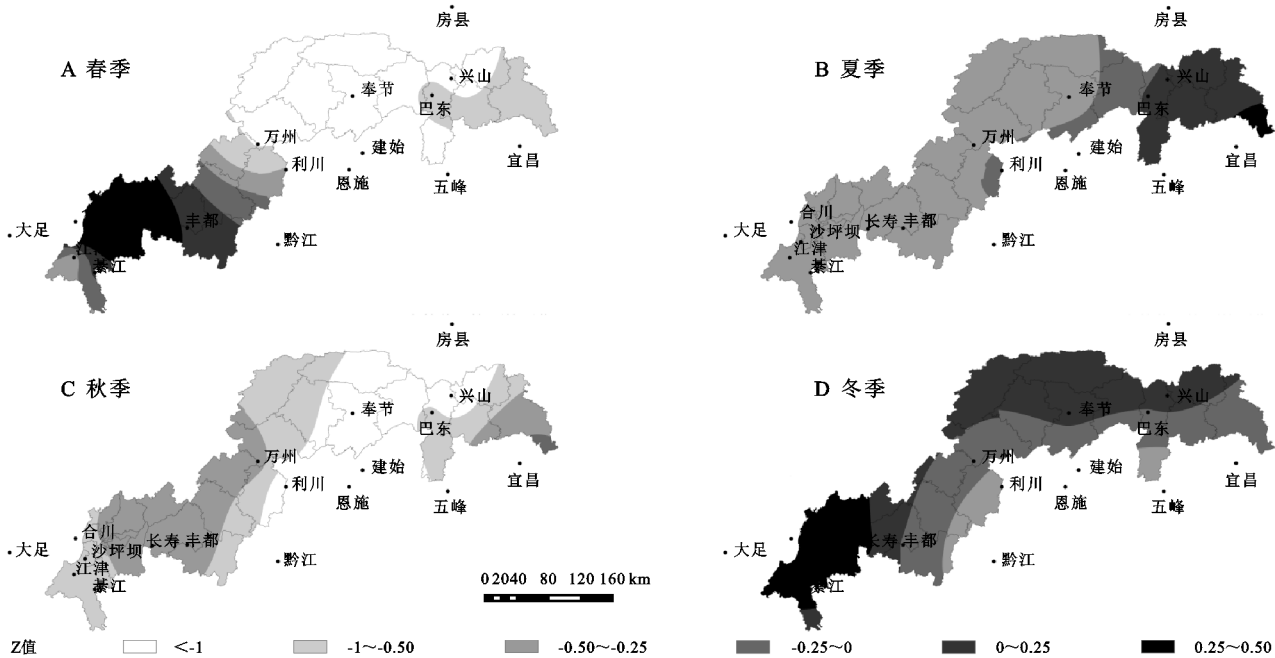 A 春季
房县
兴山
奉节
巴东
万州
建始
宜昌
利川
恩施
五峰
丰都
大足
黔江
綦江
B 夏季
房县
兴山
奉节
巴东
万州
建始
宜昌
利川
恩施
五峰
合川
长寿 丰都
大足
沙坪坝
黔江
江津
綦江
C 秋季
房县
兴山
奉节
巴东
万州
建始
宜昌
利川
恩施
五峰
合川
长寿 丰都
大足
沙坪坝
黔江
江津
綦江
0 20 40 80 120 160 km
D 冬季
房县
兴山
奉节
巴东
万州
建始
宜昌
利川
恩施
五峰
丰都
大足
黔江
Z值 <-1 -1~-0.50 -0.50~-0.25 -0.25~0 0~0.25 0.25~0.50